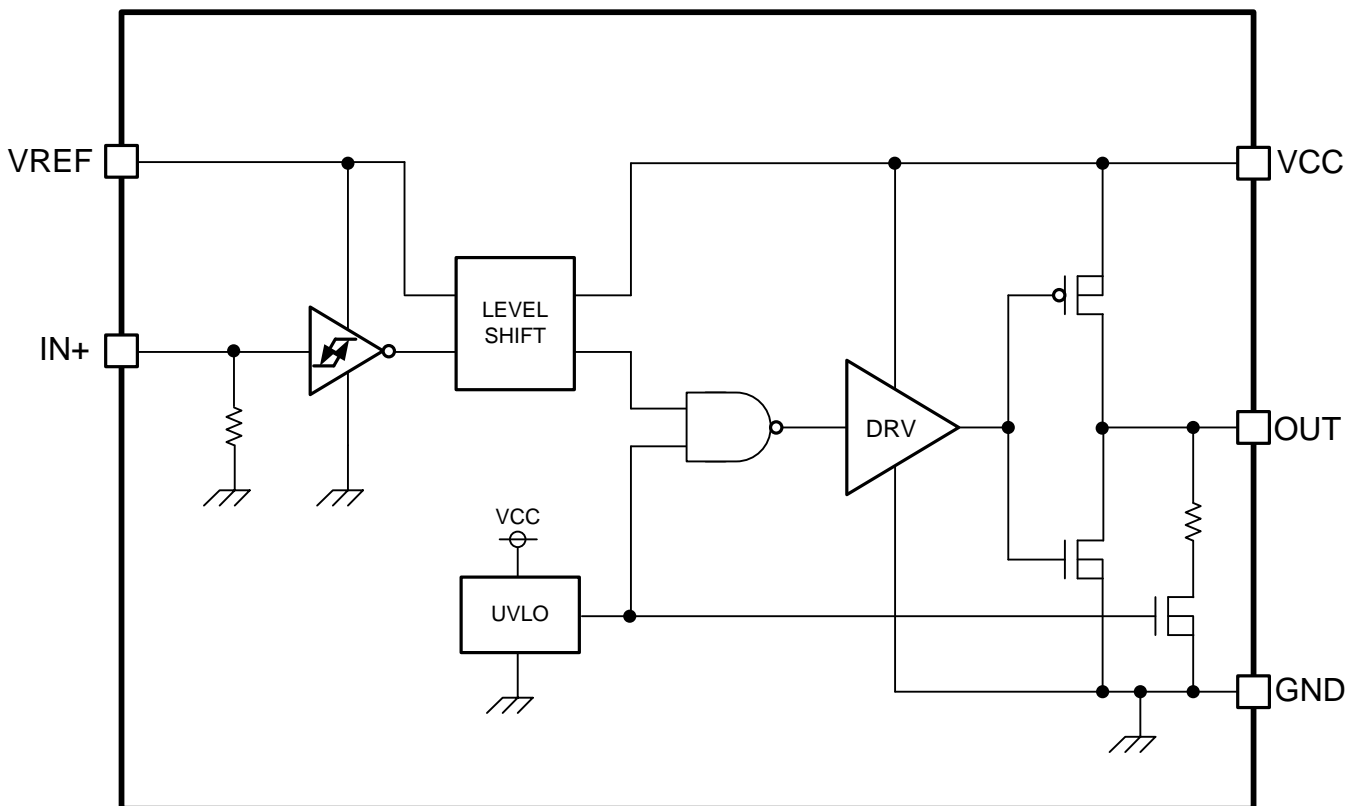 VREF
VCC
LEVEL
SHIFT
IN+
DRV
OUT
VCC
UVLO
GND